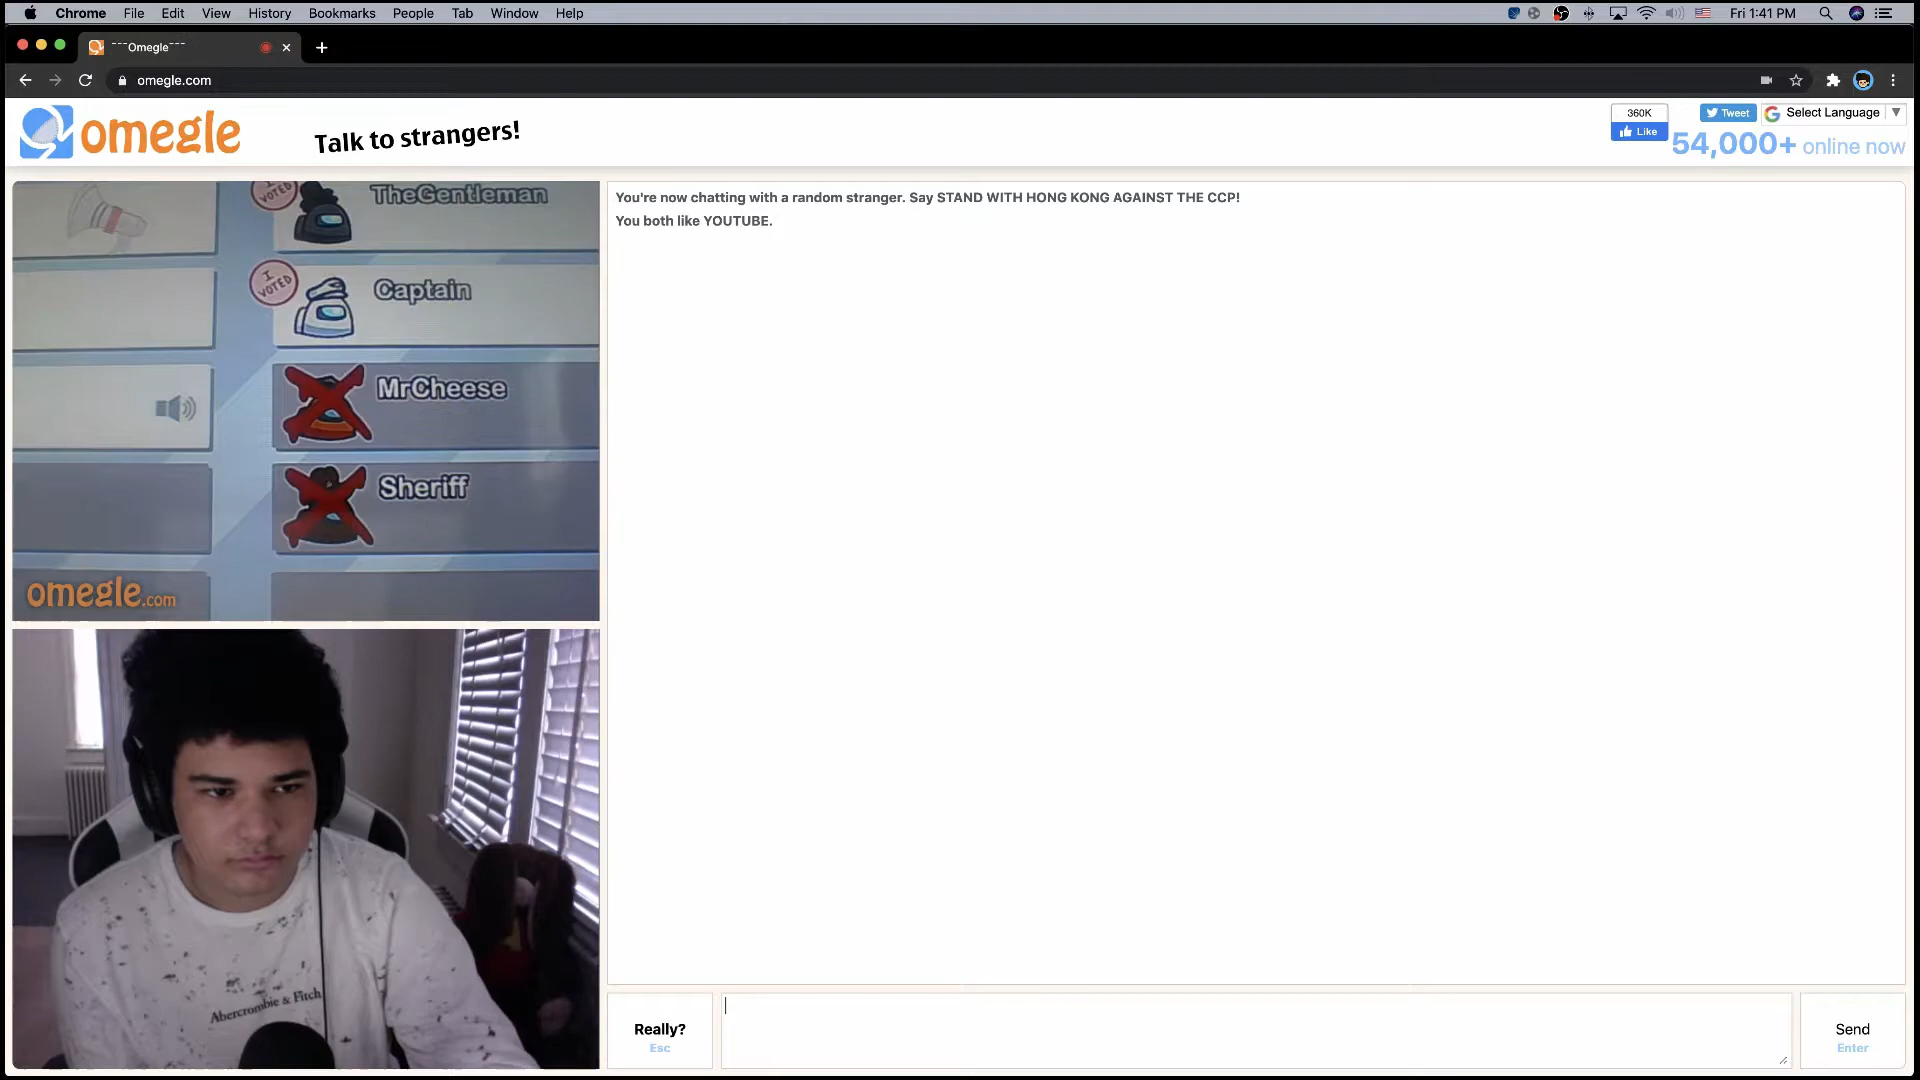 Chrome File Edit View History Bookmarks People Tab Window Help Fri 1:41 PM
~~~Omegle~~~
omegle.com
omegle Talk to strangers!
360K
Like
Tweet
Select Language
54,000+ online now
I VOTED
TheGentleman
I VOTED
Captain
MrCheese
Sheriff
omegle.com
You're now chatting with a random stranger. Say STAND WITH HONG KONG AGAINST THE CCP!
You both like YOUTUBE.
Abercrombie & Fitch
Really?
Esc
Send
Enter